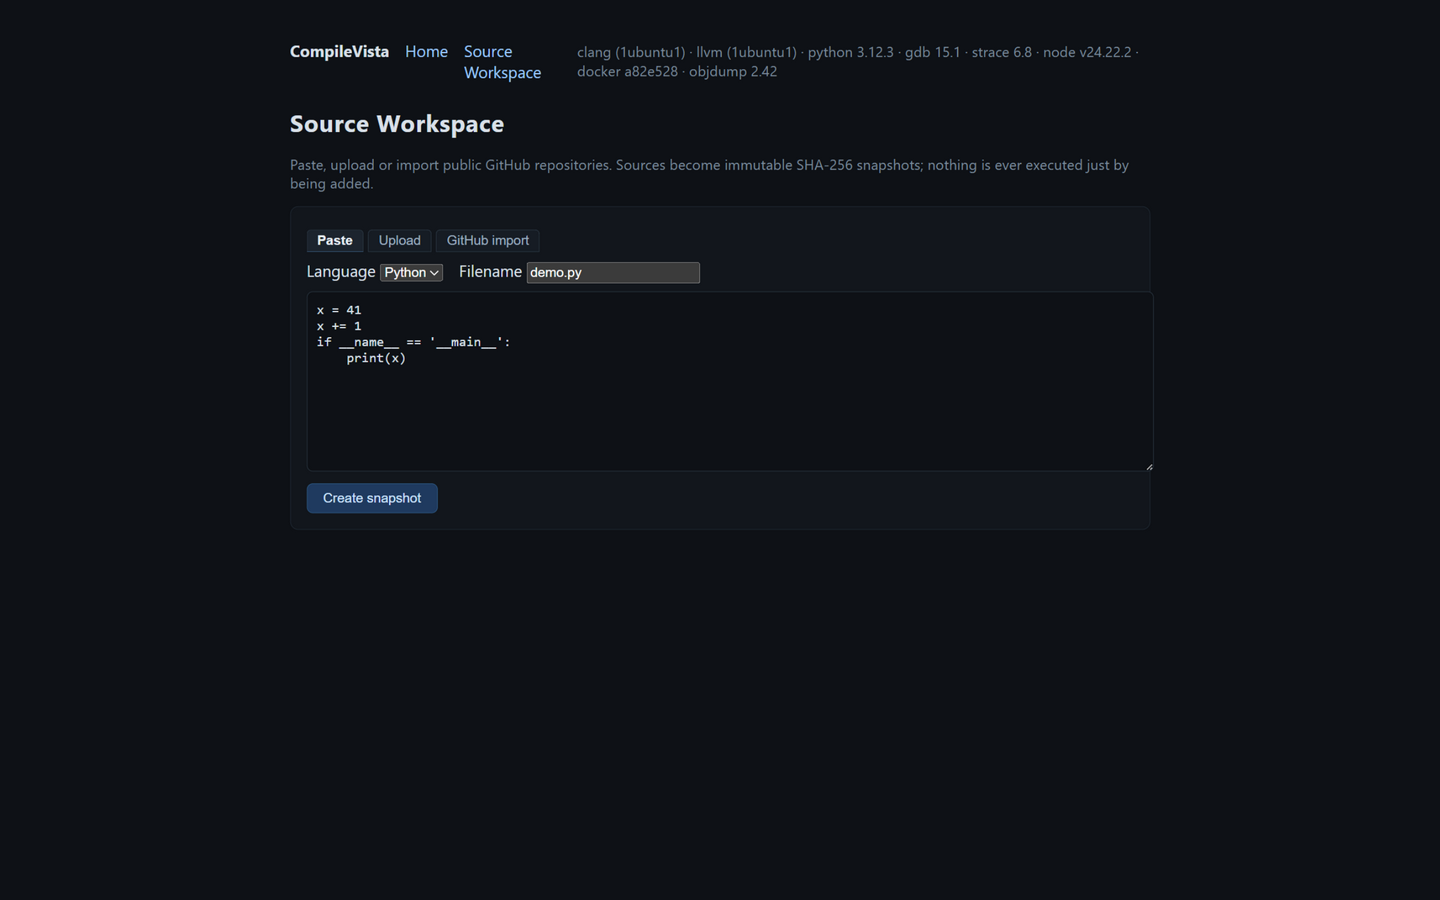 CompileVista Home Source Workspace clang (1ubuntu1) · llvm (1ubuntu1) · python 3.12.3 · gdb 15.1 · strace 6.8 · node v24.22.2 ·
docker a82e528 · objdump 2.42
Source Workspace
Paste, upload or import public GitHub repositories. Sources become immutable SHA-256 snapshots; nothing is ever executed just by
being added.
Paste Upload GitHub import
Language Python Filename demo.py
x = 41
x += 1
if __name__ == '__main__':
    print(x)
Create snapshot